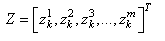 Z = [z_k^1, z_k^2, z_k^3, ..., z_k^m]^T